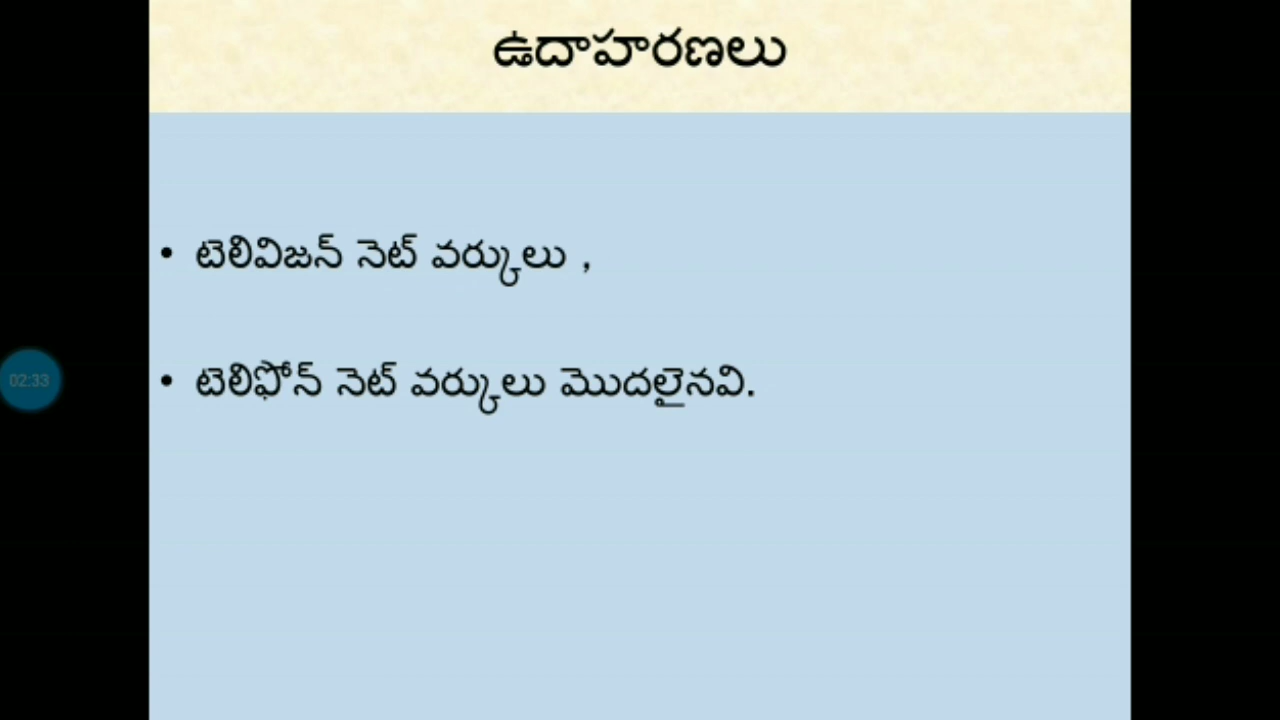 ఉదాహరణలు
• టెలివిజన్ నెట్ వర్కులు ,
02:33
• టెలిఫోన్ నెట్ వర్కులు మొదలైనవి.